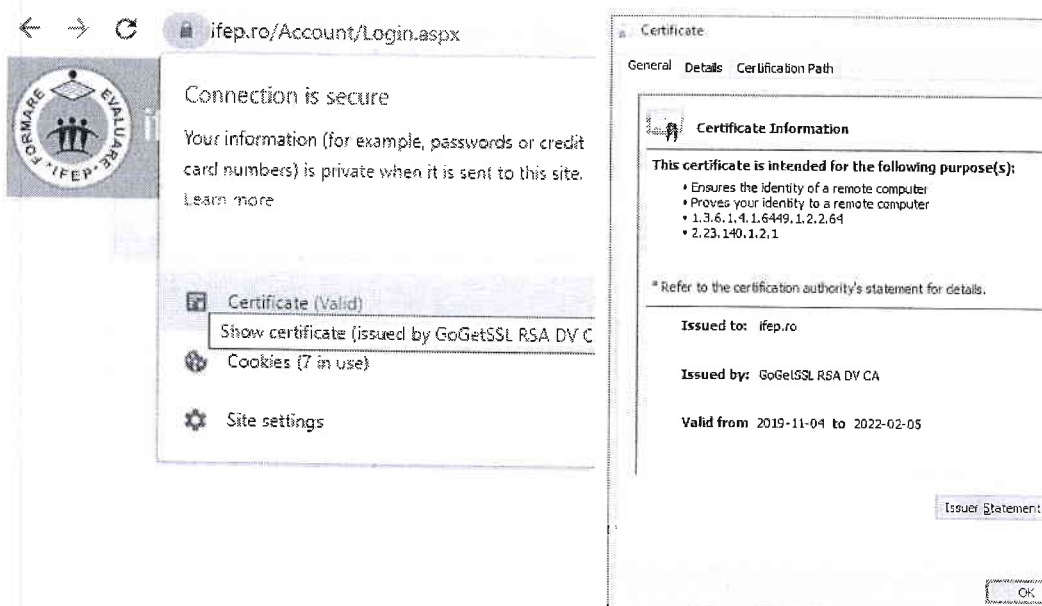 ifep.ro/Account/Login.aspx
FORMARE EVALUARE
*IFEP*
Connection is secure
Your information (for example, passwords or credit
card numbers) is private when it is sent to this site.
Learn more
Certificate (Valid)
Show certificate (issued by GoGetSSL RSA DV C
Cookies (7 in use)
Site settings
Certificate
General Details Certification Path
Certificate Information
This certificate is intended for the following purpose(s):
• Ensures the identity of a remote computer
• Proves your identity to a remote computer
• 1.3.6.1.4.1.6449.1.2.2.64
• 2.23.140.1.2.1
* Refer to the certification authority's statement for details.
Issued to: ifep.ro
Issued by: GoGetSSL RSA DV CA
Valid from 2019-11-04 to 2022-02-05
Issuer Statement
OK